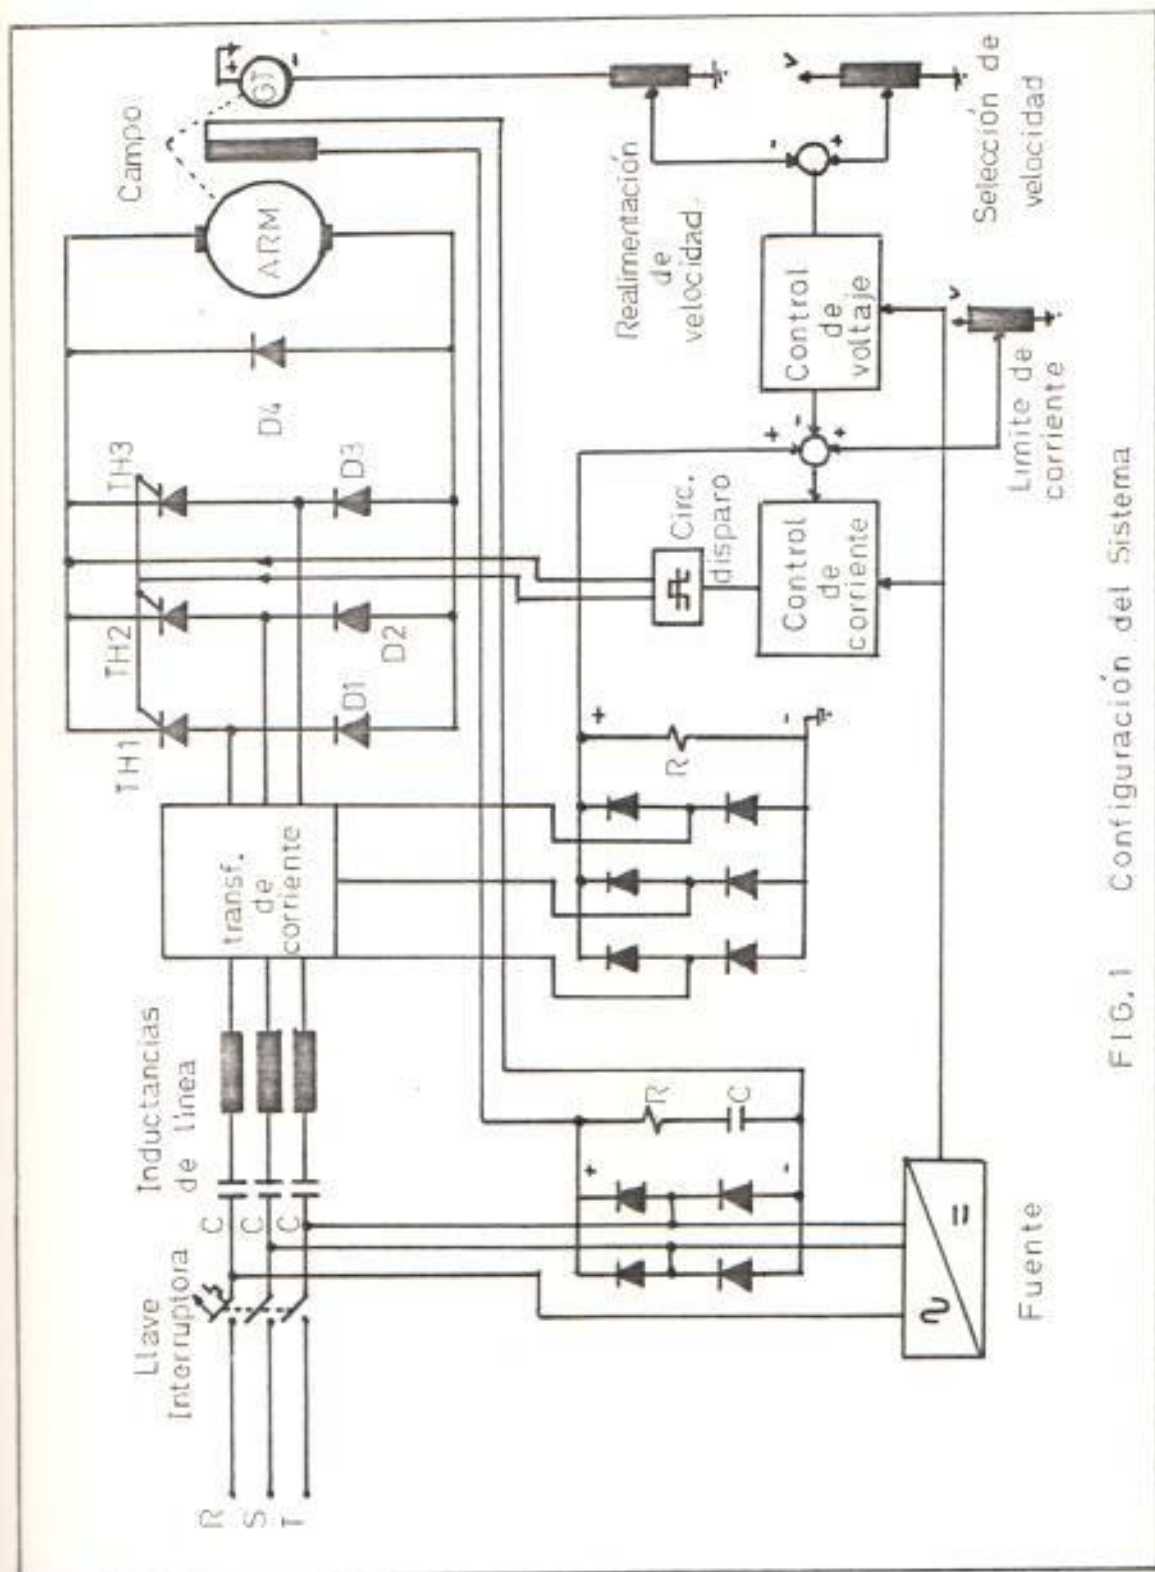 Llave
Interruptora
R
S
T
C
C
C
Inductancias
de línea
transf.
de
corriente
TH1
TH2
TH3
D1
D2
D3
D4
ARM
Campo
+
+
-
GT
+
-
R
C
+
-
R
Circ.
disparo
Realimentación
de
velocidad
-
+
V
Selección de
velocidad
Control
de
voltaje
+
-
+
V
Limite de
corriente
Control
de
corriente
Fuente
∿
=
FIG.1 Configuración del Sistema